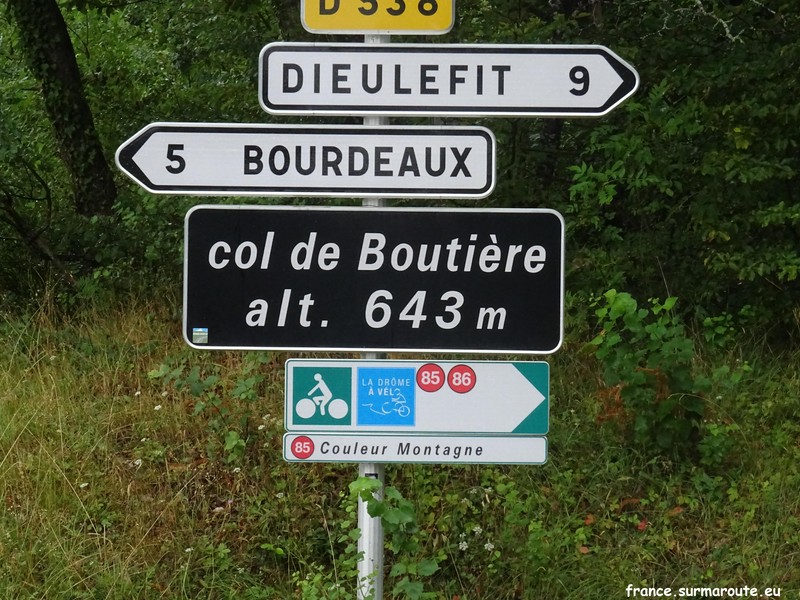 D 538
DIEULEFIT 9
5 BOURDEAUX
col de Boutière
alt. 643 m
LA DRÔME
À VÉLO
85 86
85 Couleur Montagne
france.surmaroute.eu